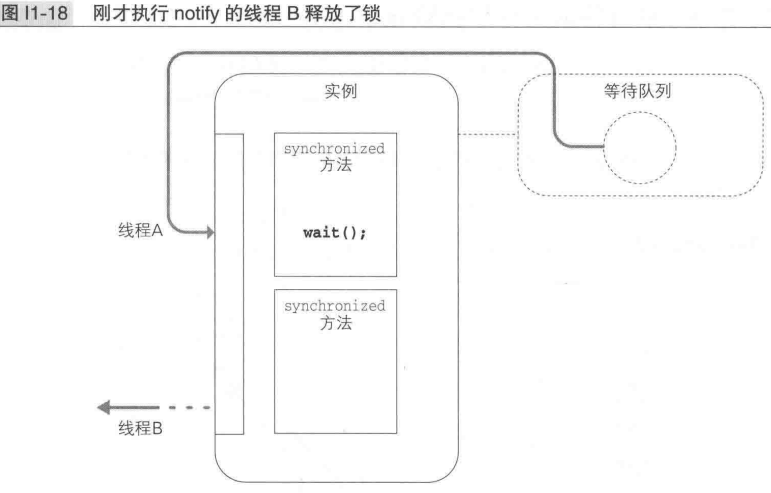 图 I1-18 刚才执行 notify 的线程 B 释放了锁
实例
等待队列
synchronized
方法
线程A
wait();
synchronized
方法
线程B